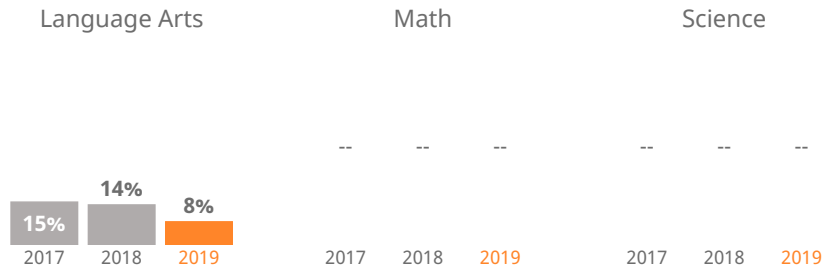 Language Arts Math Science
-- -- -- -- -- --
14%
8%
15%
2017 2018 2019 2017 2018 2019 2017 2018 2019